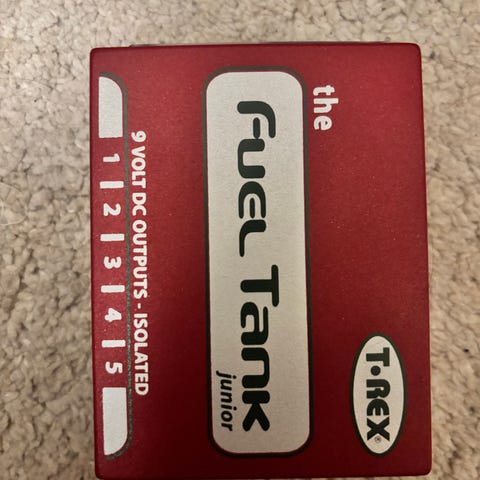 the
Fuel Tank
junior
T-REX®
9 VOLT DC OUTPUTS - ISOLATED
1 2 3 4 5